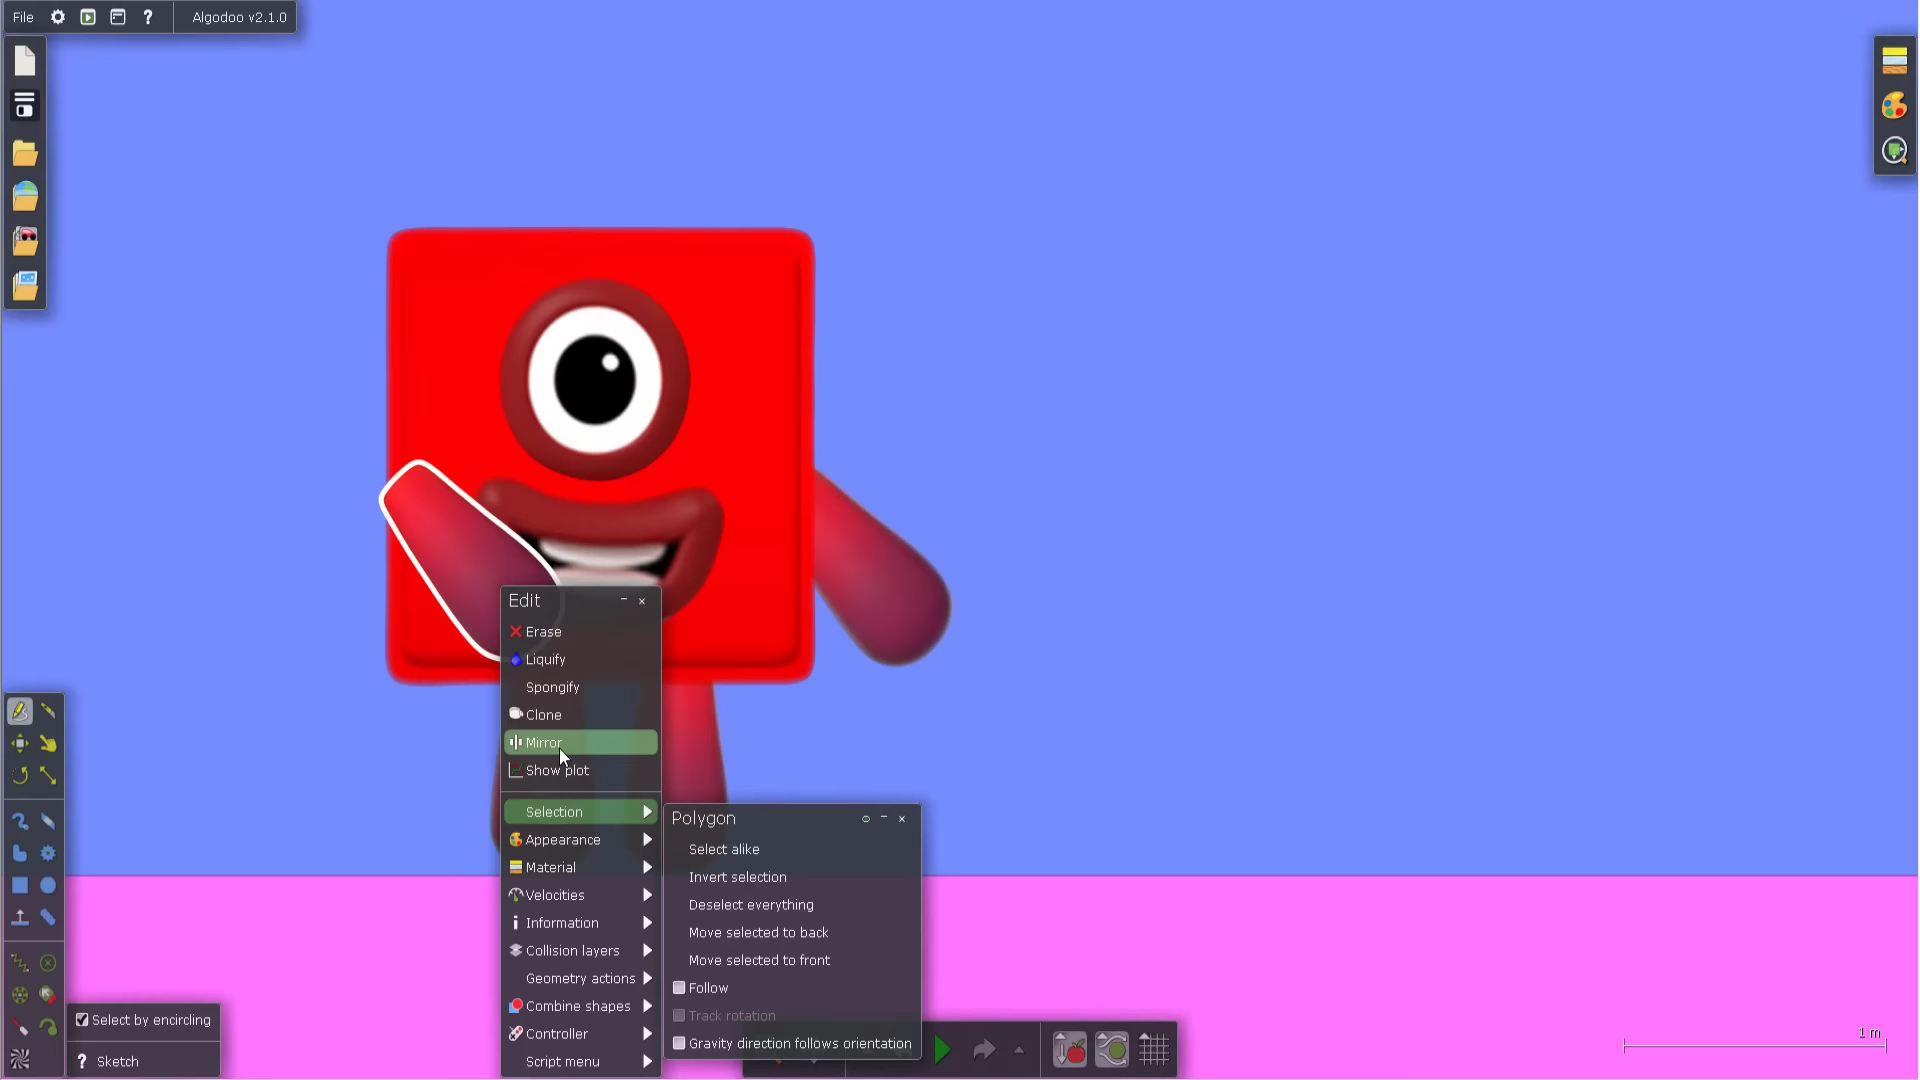 File
?
Algodoo v2.1.0
Edit
Erase
Liquify
Spongify
Clone
Mirror
Show plot
Selection
Appearance
Material
Velocities
Information
Collision layers
Geometry actions
Combine shapes
Controller
Script menu
Polygon
Select alike
Invert selection
Deselect everything
Move selected to back
Move selected to front
Follow
Track rotation
Gravity direction follows orientation
Select by encircling
? Sketch
1 m